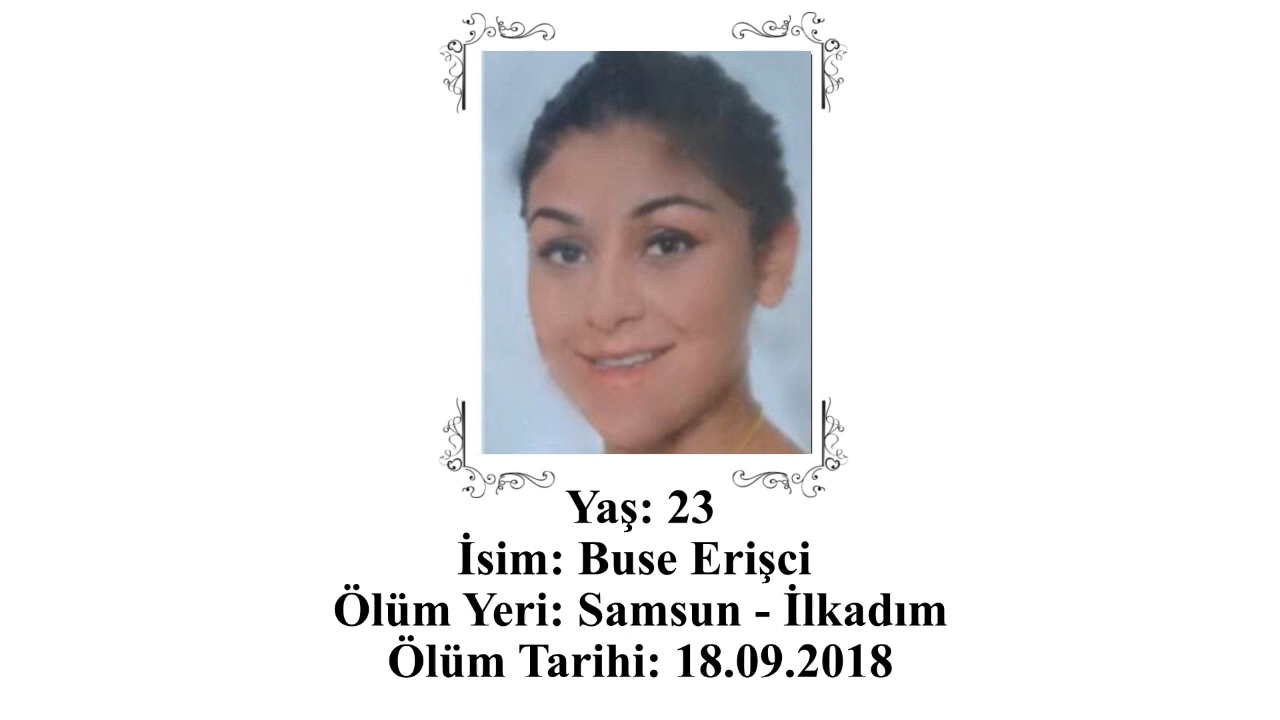 Yaş: 23
İsim: Buse Erişci
Ölüm Yeri: Samsun - İlkadım
Ölüm Tarihi: 18.09.2018